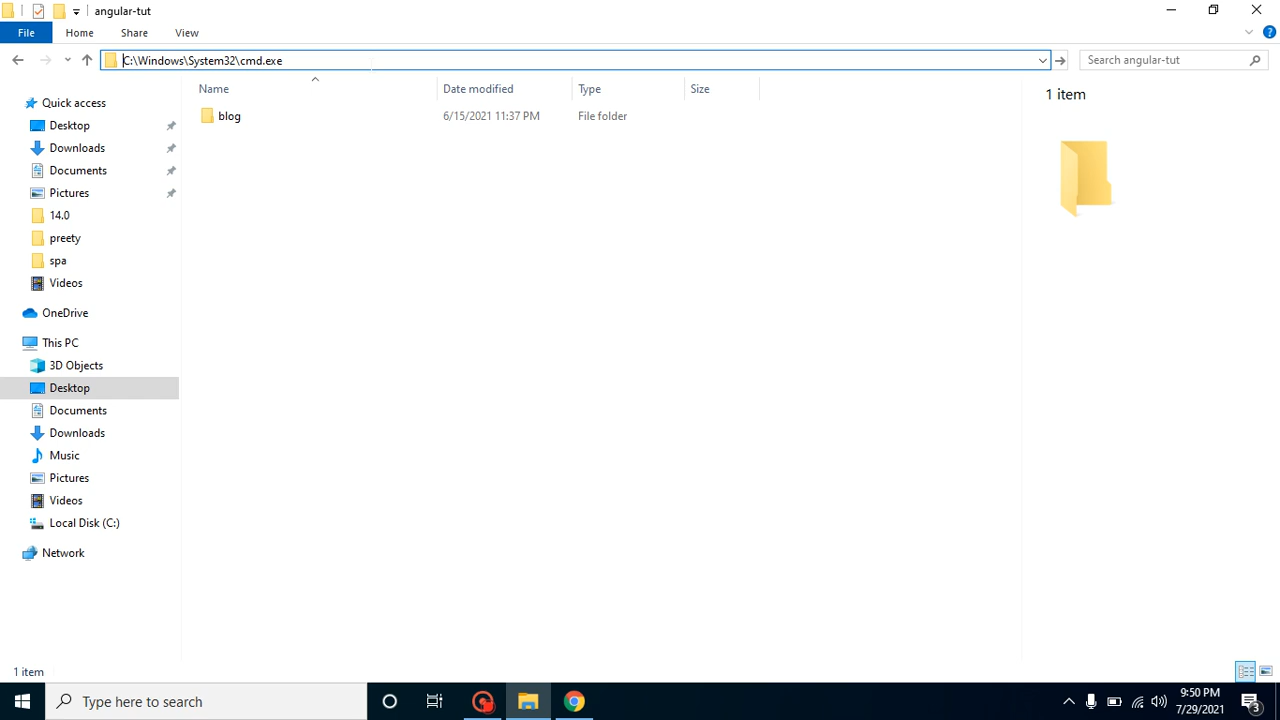 angular-tut
File Home Share View
C:\Windows\System32\cmd.exe
Search angular-tut
Name Date modified Type Size
blog 6/15/2021 11:37 PM File folder
1 item
Quick access
Desktop
Downloads
Documents
Pictures
14.0
preety
spa
Videos
OneDrive
This PC
3D Objects
Desktop
Documents
Downloads
Music
Pictures
Videos
Local Disk (C:)
Network
1 item
Type here to search
9:50 PM
7/29/2021
3